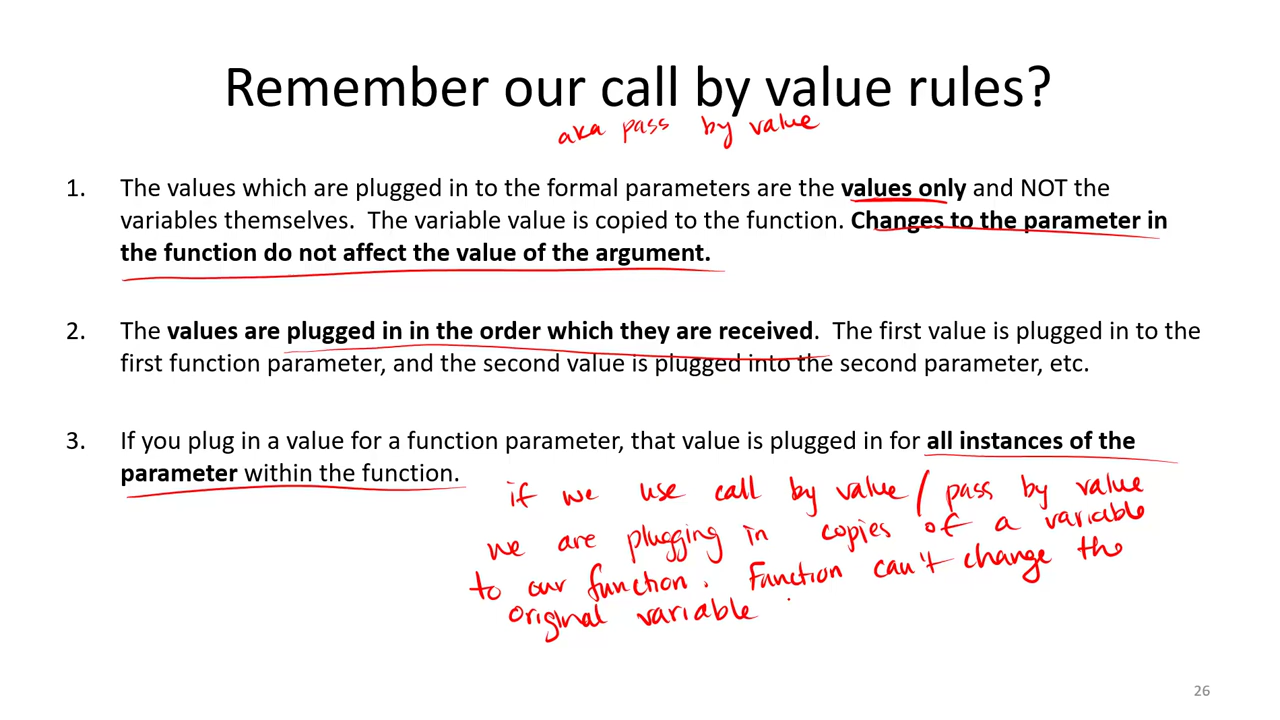 Remember our call by value rules?
aka pass by value
1. The values which are plugged in to the formal parameters are the values only and NOT the
variables themselves. The variable value is copied to the function. Changes to the parameter in
the function do not affect the value of the argument.
2. The values are plugged in in the order which they are received. The first value is plugged in to the
first function parameter, and the second value is plugged into the second parameter, etc.
3. If you plug in a value for a function parameter, that value is plugged in for all instances of the
parameter within the function.
if we use call by value / pass by value
we are plugging in copies of a variable
to our function. Function can't change the
original variable.
26